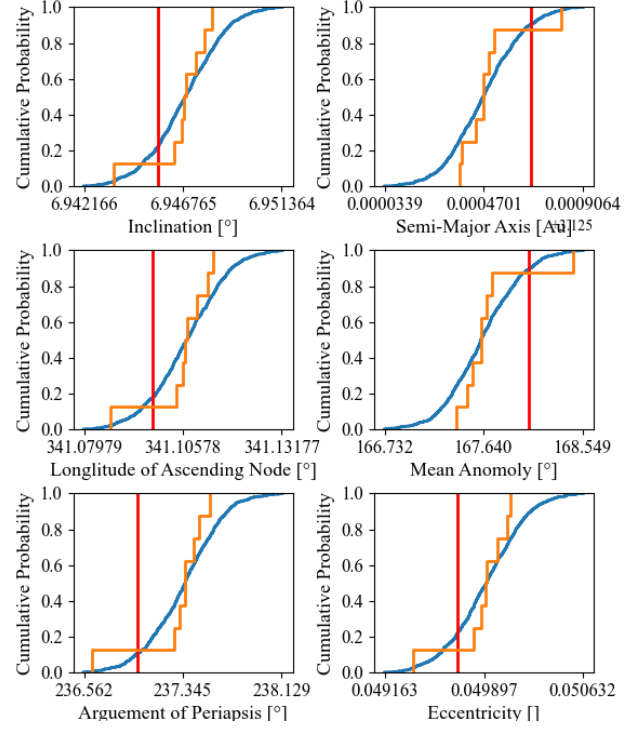 Cumulative Probability
1.0
0.8
0.6
0.4
0.2
0.0
6.942166 6.946765 6.951364
Inclination [°]
Cumulative Probability
1.0
0.8
0.6
0.4
0.2
0.0
0.0000339 0.0004701 0.0009064
Semi-Major Axis [Au]
Cumulative Probability
1.0
0.8
0.6
0.4
0.2
0.0
341.07979 341.10578 341.13177
Longlitude of Ascending Node [°]
Cumulative Probability
1.0
0.8
0.6
0.4
0.2
0.0
166.732 167.640 168.549
Mean Anomoly [°]
Cumulative Probability
1.0
0.8
0.6
0.4
0.2
0.0
236.562 237.345 238.129
Arguement of Periapsis [°]
Cumulative Probability
1.0
0.8
0.6
0.4
0.2
0.0
0.049163 0.049897 0.050632
Eccentricity []